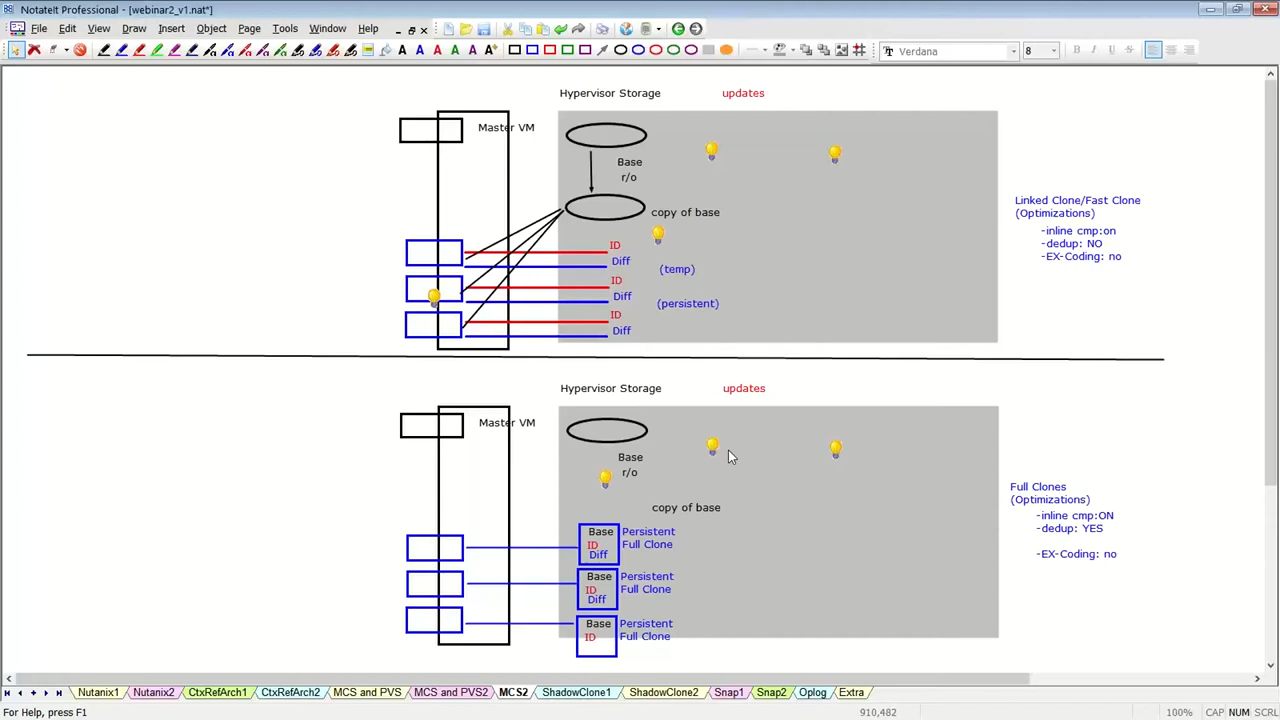 NotateIt Professional - [webinar2_v1.nat*]
File Edit View Draw Insert Object Page Tools Window Help
A A A A A A
Verdana 8 B I U S
Hypervisor Storage updates
Master VM
Base
r/o
copy of base
Linked Clone/Fast Clone
(Optimizations)
-inline cmp:on
-dedup: NO
-EX-Coding: no
ID
Diff
(temp)
ID
Diff
(persistent)
ID
Diff
Hypervisor Storage updates
Master VM
Base
r/o
copy of base
Full Clones
(Optimizations)
-inline cmp:ON
-dedup: YES
-EX-Coding: no
Base Persistent
ID Full Clone
Diff
Base Persistent
ID Full Clone
Diff
Base Persistent
ID Full Clone
Nutanix1 Nutanix2 CtxRefArch1 CtxRefArch2 MCS and PVS MCS and PVS2 MCS2 ShadowClone1 ShadowClone2 Snap1 Snap2 Oplog Extra
For Help, press F1 910,482 100% CAP NUM SCRL